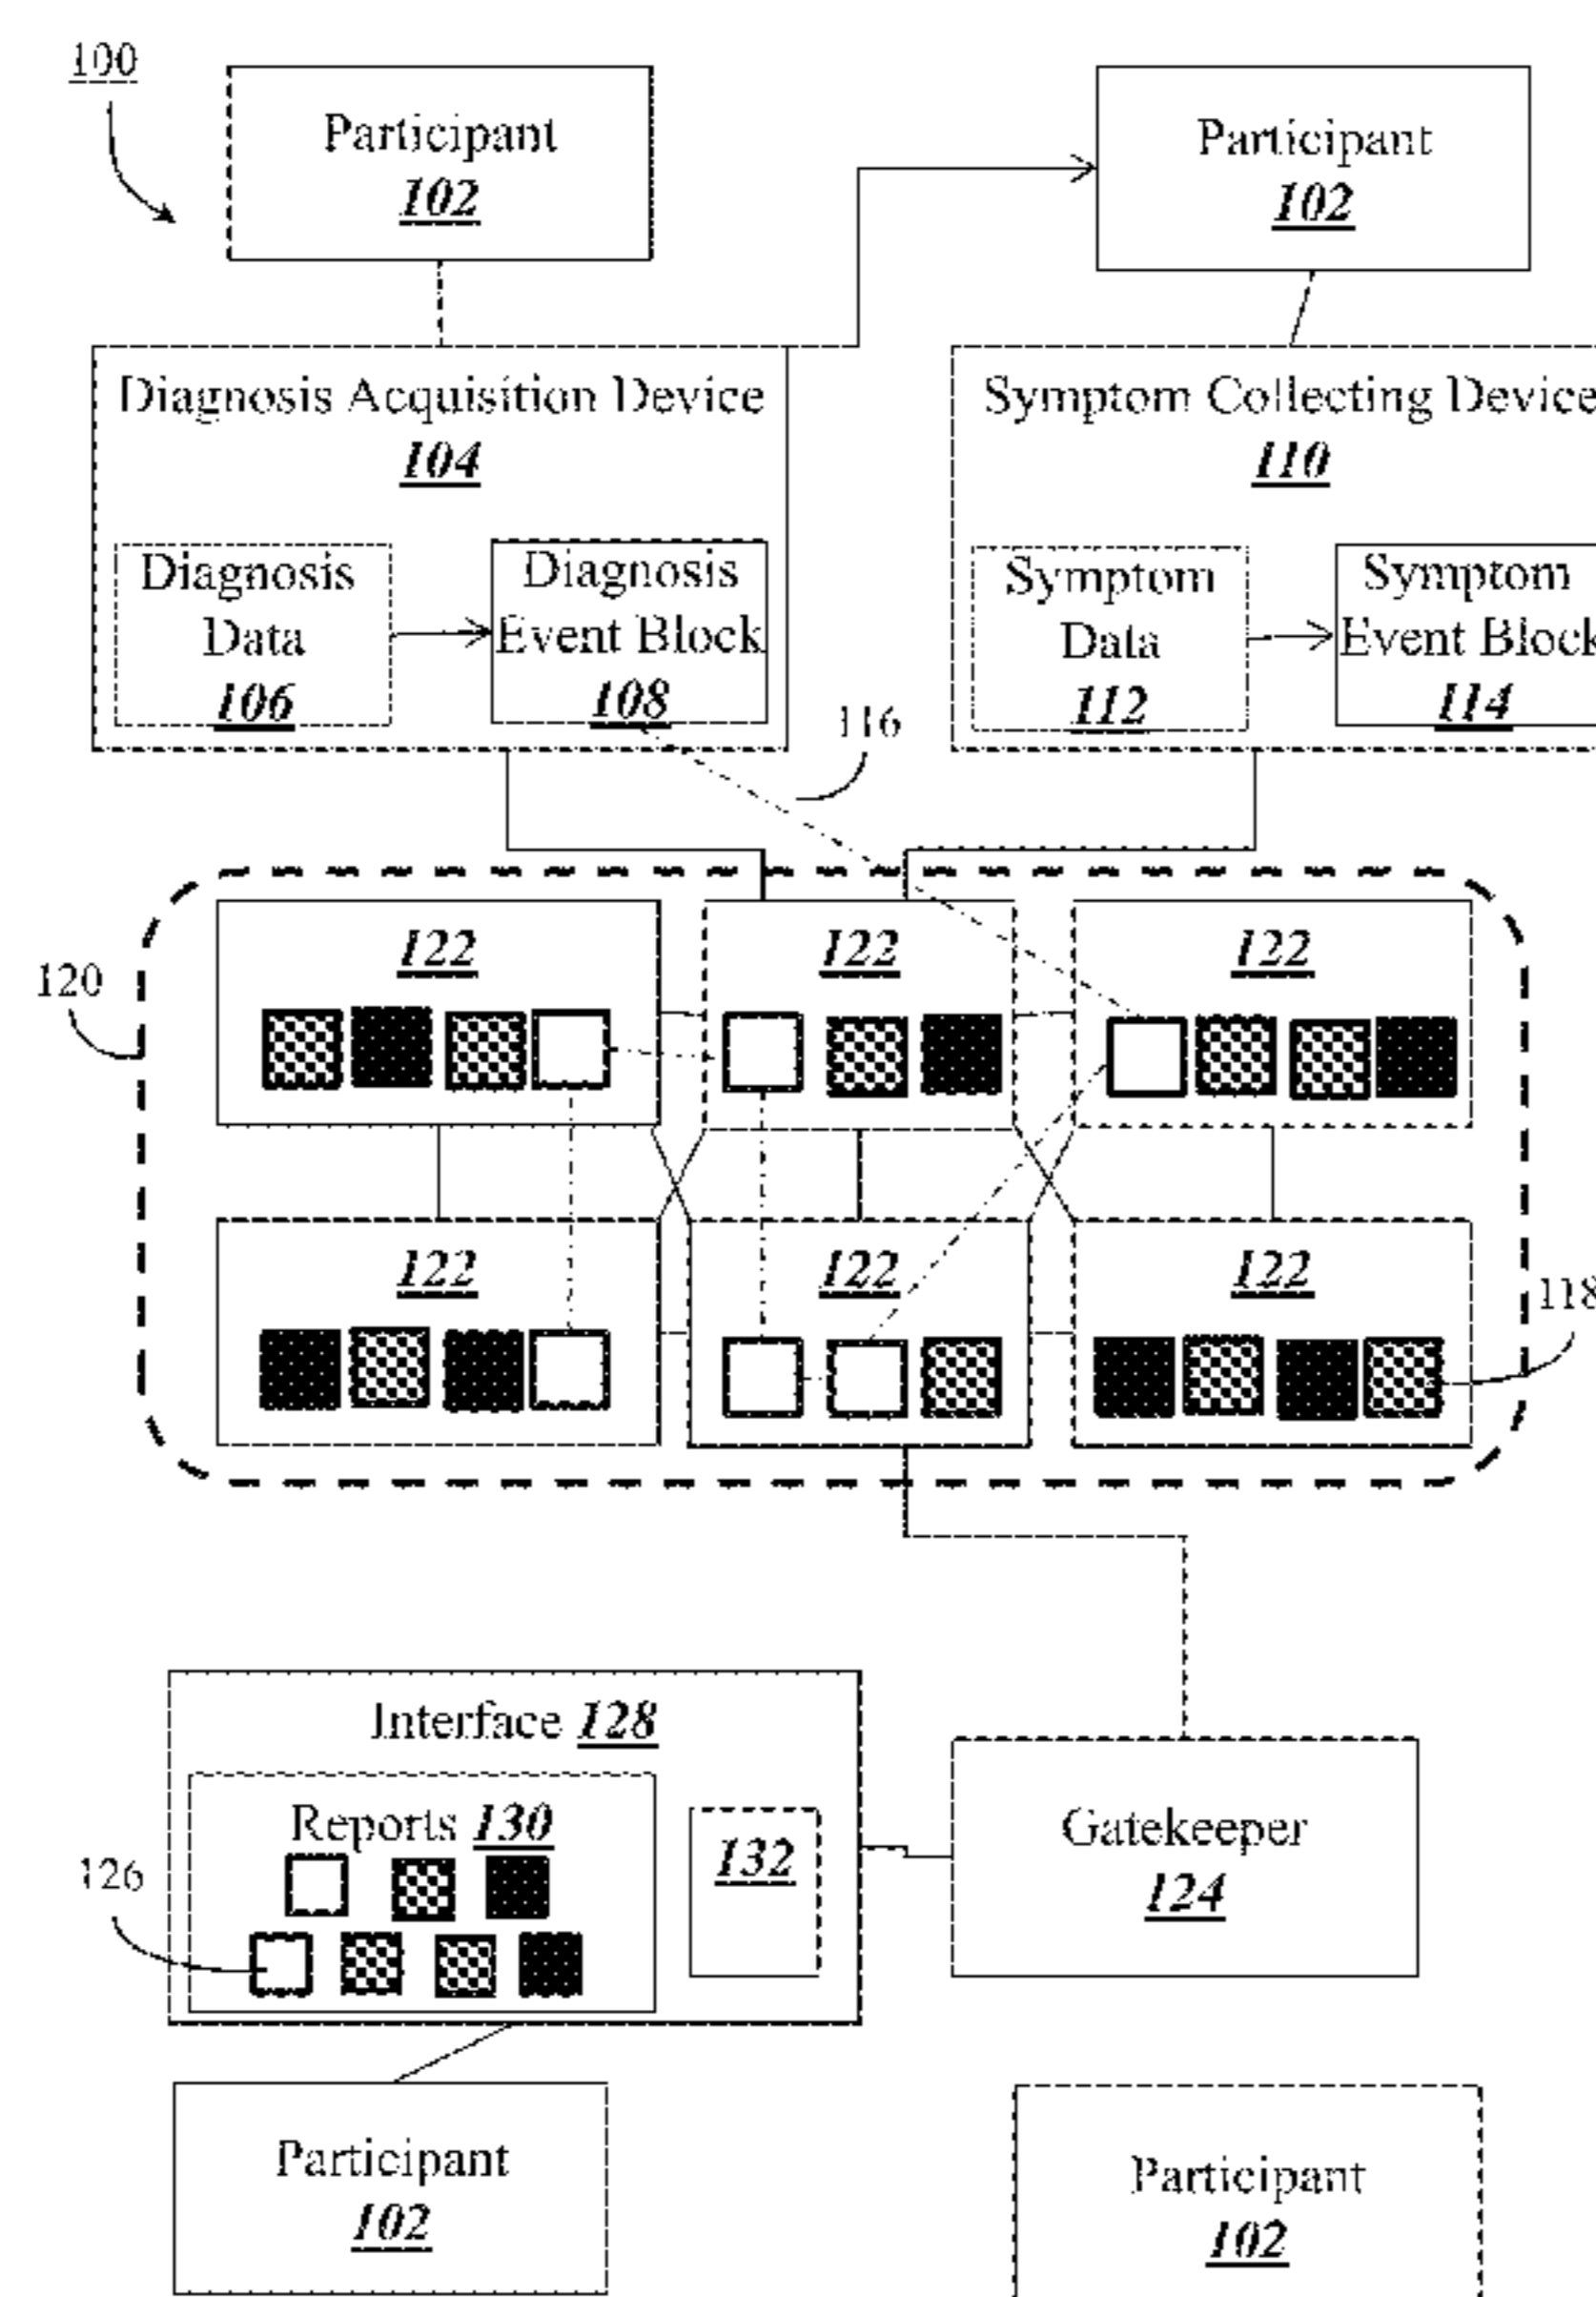 100
Participant
102
Participant
102
Diagnosis Acquisition Device
104
Symptom Collecting Device
110
Diagnosis
Data
106
Diagnosis
Event Block
108
Symptom
Data
112
Symptom
Event Block
114
116
120
122
122
122
122
122
122
118
Interface 128
Reports 130
132
126
Gatekeeper
124
Participant
102
Participant
102